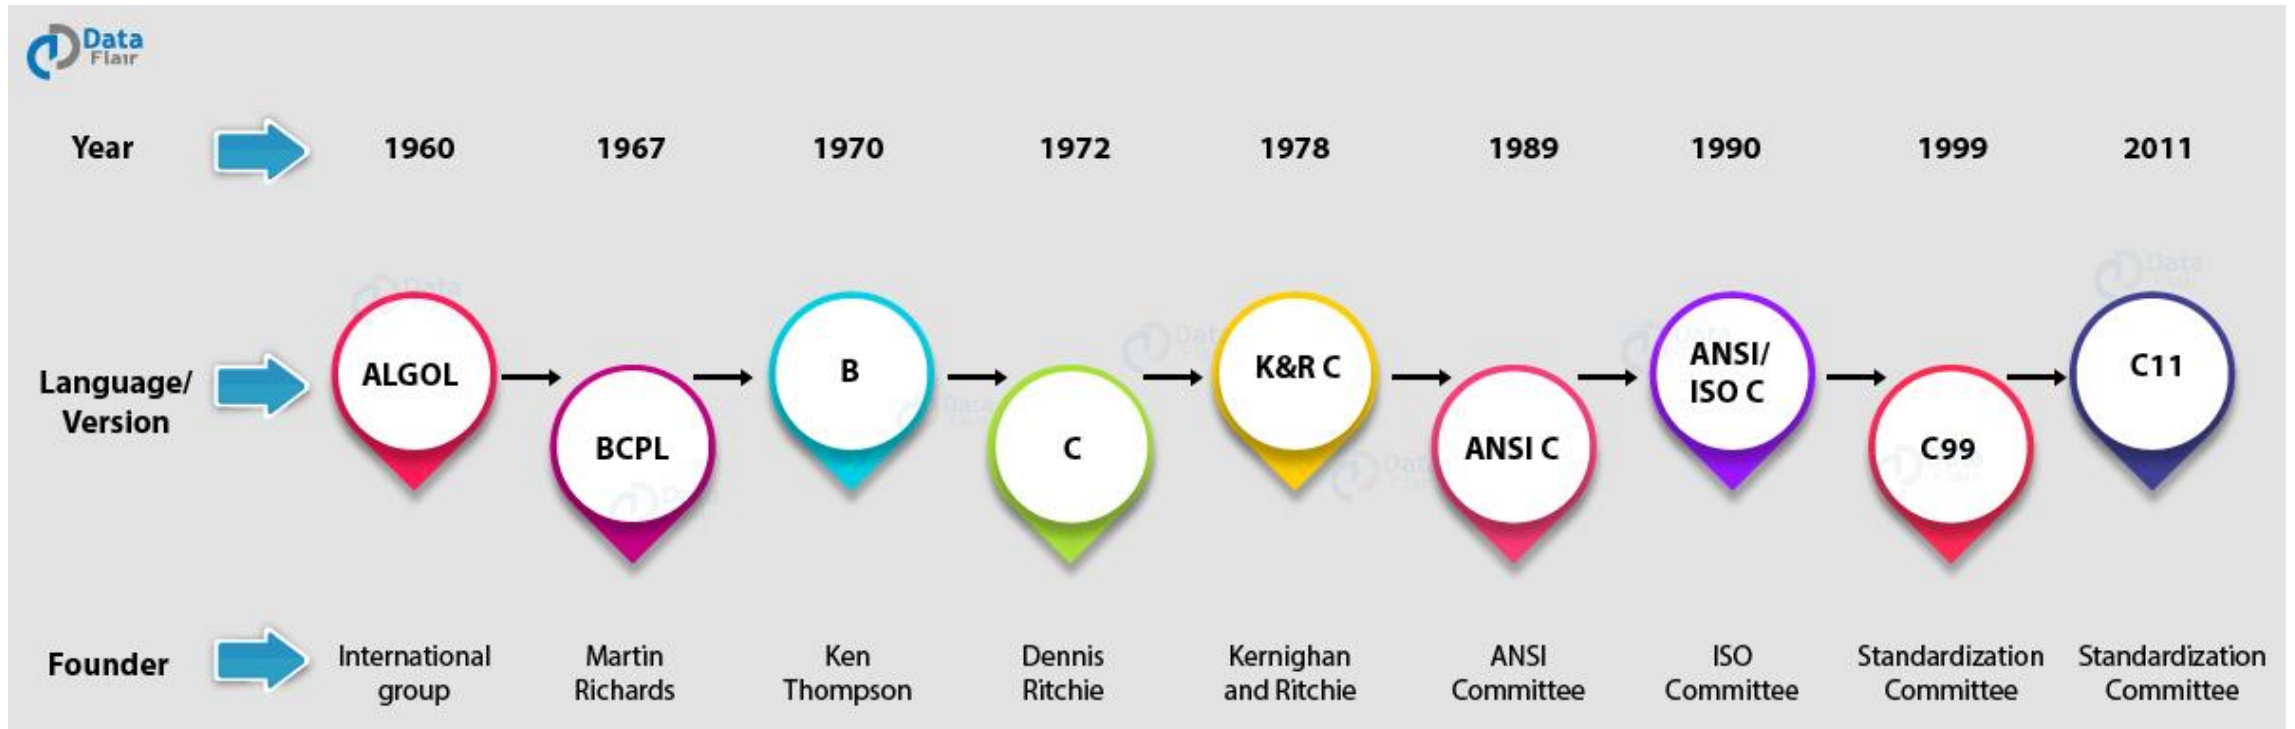 Data
Flair
Year 1960 1967 1970 1972 1978 1989 1990 1999 2011
Language/
Version
ALGOL
BCPL
B
C
K&R C
ANSI C
ANSI/
ISO C
C99
C11
Founder
International
group
Martin
Richards
Ken
Thompson
Dennis
Ritchie
Kernighan
and Ritchie
ANSI
Committee
ISO
Committee
Standardization
Committee
Standardization
Committee